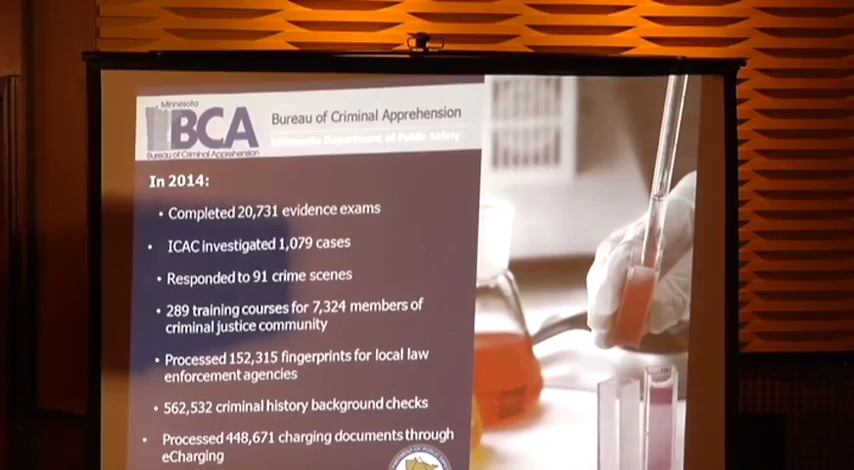 Minnesota
BCA
Bureau of Criminal Apprehension
Bureau of Criminal Apprehension
Minnesota Department of Public Safety
In 2014:
• Completed 20,731 evidence exams
• ICAC investigated 1,079 cases
• Responded to 91 crime scenes
• 289 training courses for 7,324 members of
criminal justice community
• Processed 152,315 fingerprints for local law
enforcement agencies
• 562,532 criminal history background checks
• Processed 448,671 charging documents through
eCharging